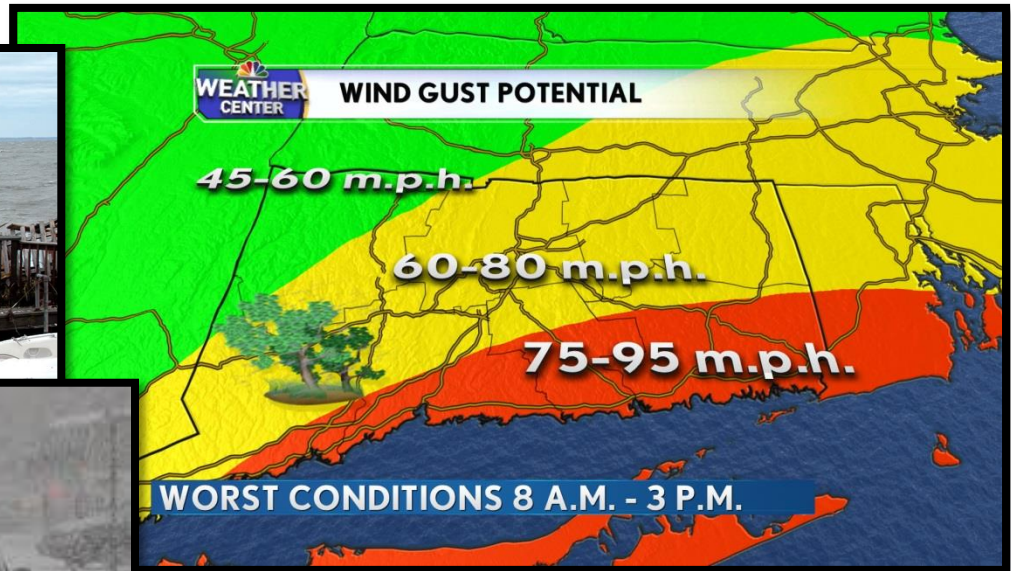 WEATHER
CENTER
WIND GUST POTENTIAL
45-60 m.p.h.
60-80 m.p.h.
75-95 m.p.h.
WORST CONDITIONS 8 A.M. - 3 P.M.